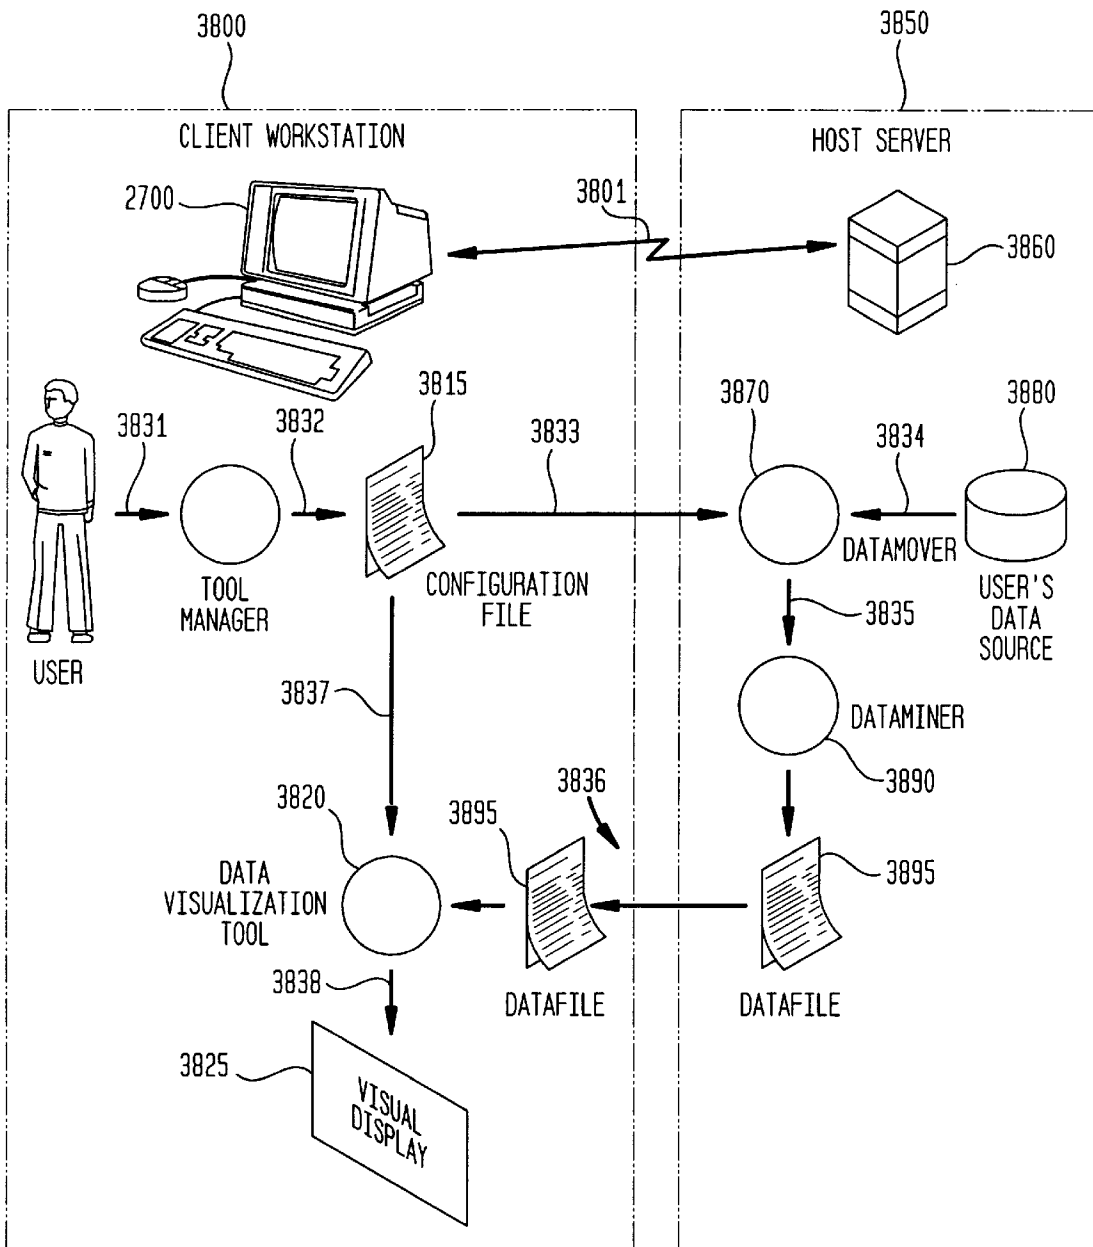 3800
3850
CLIENT WORKSTATION
HOST SERVER
2700
3801
3860
3815
3870
3880
3831
3832
3833
3834
TOOL
MANAGER
CONFIGURATION
FILE
DATAMOVER
USER'S
DATA
SOURCE
USER
3835
3837
DATAMINER
3890
3836
3820
3895
3895
DATA
VISUALIZATION
TOOL
3838
DATAFILE
DATAFILE
3825
VISUAL
DISPLAY